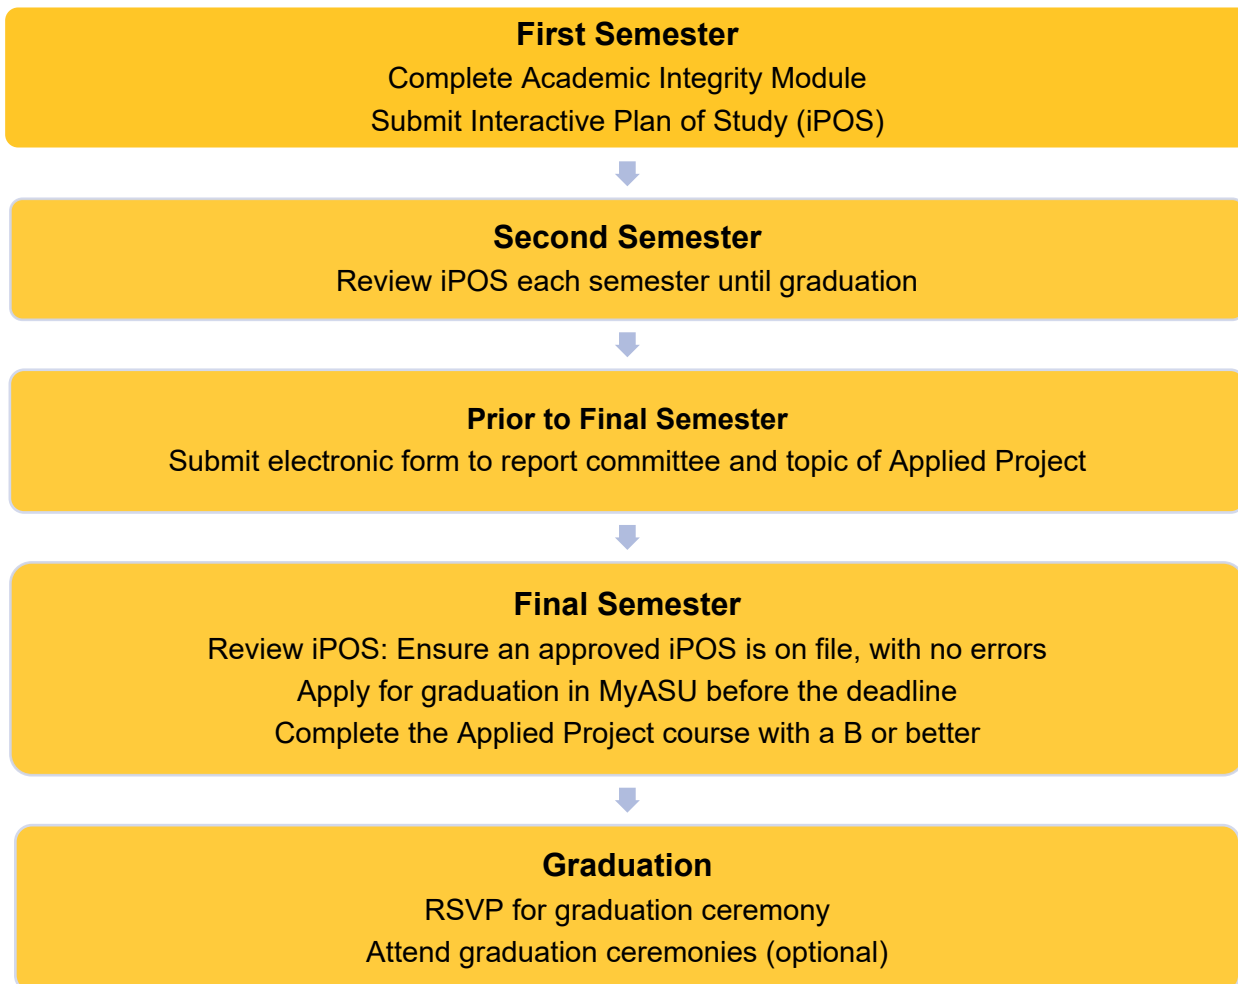 First Semester
Complete Academic Integrity Module
Submit Interactive Plan of Study (iPOS)
Second Semester
Review iPOS each semester until graduation
Prior to Final Semester
Submit electronic form to report committee and topic of Applied Project
Final Semester
Review iPOS: Ensure an approved iPOS is on file, with no errors
Apply for graduation in MyASU before the deadline
Complete the Applied Project course with a B or better
Graduation
RSVP for graduation ceremony
Attend graduation ceremonies (optional)